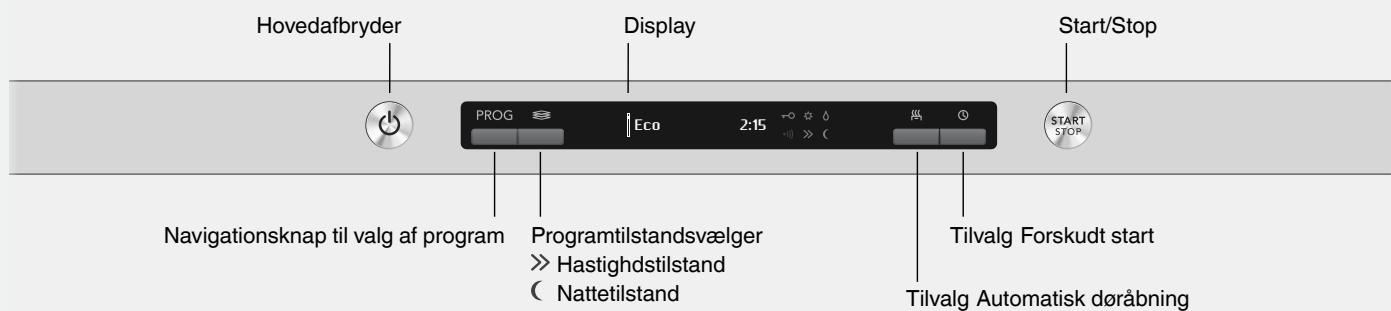 Hovedafbryder
Display
Start/Stop
PROG
Eco
2:15
START
STOP
Navigationsknap til valg af program
Programtilstandsvælger
Hastighdstilstand
Nattetilstand
Tilvalg Forskudt start
Tilvalg Automatisk døråbning